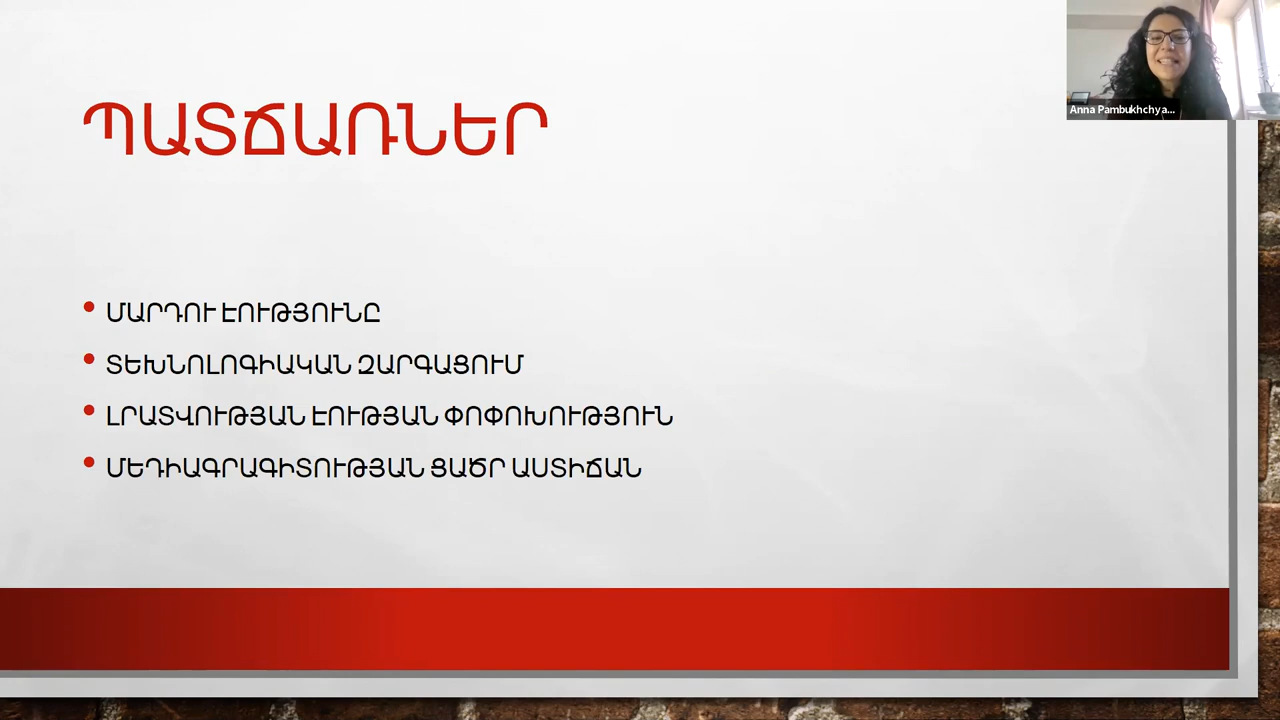 ՊԱՏՃԱՌՆԵՐ
Anna Pambukhchya...
• ՄԱՐԴՈՒ ԷՈՒԹՅՈՒՆԸ
• ՏԵԽՆՈԼՈԳԻԱԿԱՆ ԶԱՐԳԱՑՈՒՄ
• ԼՐԱՏՎՈՒԹՅԱՆ ԷՈՒԹՅԱՆ ՓՈՓՈԽՈՒԹՅՈՒՆ
• ՄԵԴԻԱԳՐԱԳԻՏՈՒԹՅԱՆ ՑԱԾՐ ԱՍՏԻՃԱՆ